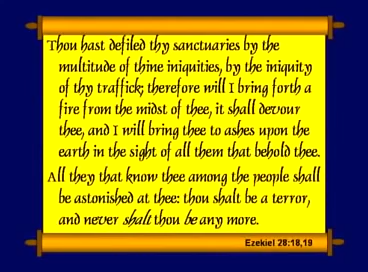 Thou hast defiled thy sanctuaries by the
multitude of thine iniquities, by the iniquity
of thy traffick; therefore will I bring forth a
fire from the midst of thee, it shall devour
thee, and I will bring thee to ashes upon the
earth in the sight of all them that behold thee.
All they that know thee among the people shall
be astonished at thee: thou shalt be a terror,
and never shalt thou be any more.
Ezekiel 28:18,19